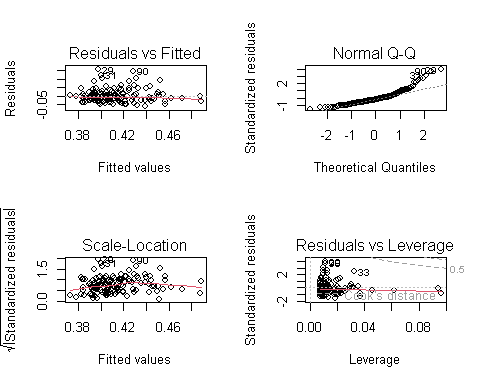 Residuals vs Fitted
Residuals
-0.05
29
90
0.38 0.42 0.46
Fitted values
Normal Q-Q
Standardized residuals
-1 2
-2 -1 0 1 2
Theoretical Quantiles
Scale-Location
√|Standardized residuals|
0.0 1.5
90
0.38 0.42 0.46
Fitted values
Residuals vs Leverage
Standardized residuals
-2 2
33
Cook's distance
0.5
0.00 0.04 0.08
Leverage